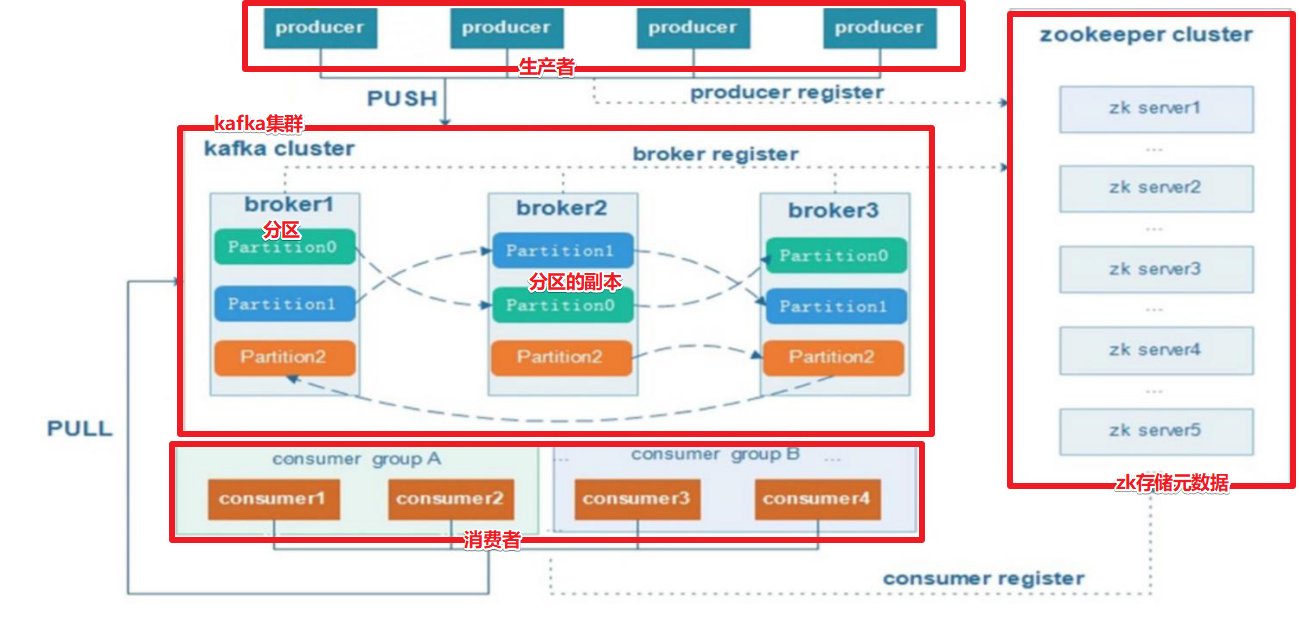 producer
producer
producer
producer
生产者
zookeeper cluster
PUSH
producer register
zk server1
...
kafka集群
kafka cluster
broker register
zk server2
...
broker1
broker2
broker3
分区
Partition0
Partition1
Partition0
zk server3
...
分区的副本
Partition1
Partition0
Partition1
Partition2
Partition2
Partition2
zk server4
...
PULL
zk server5
...
consumer group A
...
consumer group B
...
consumer1
consumer2
consumer3
consumer4
zk存储元数据
消费者
...
consumer register